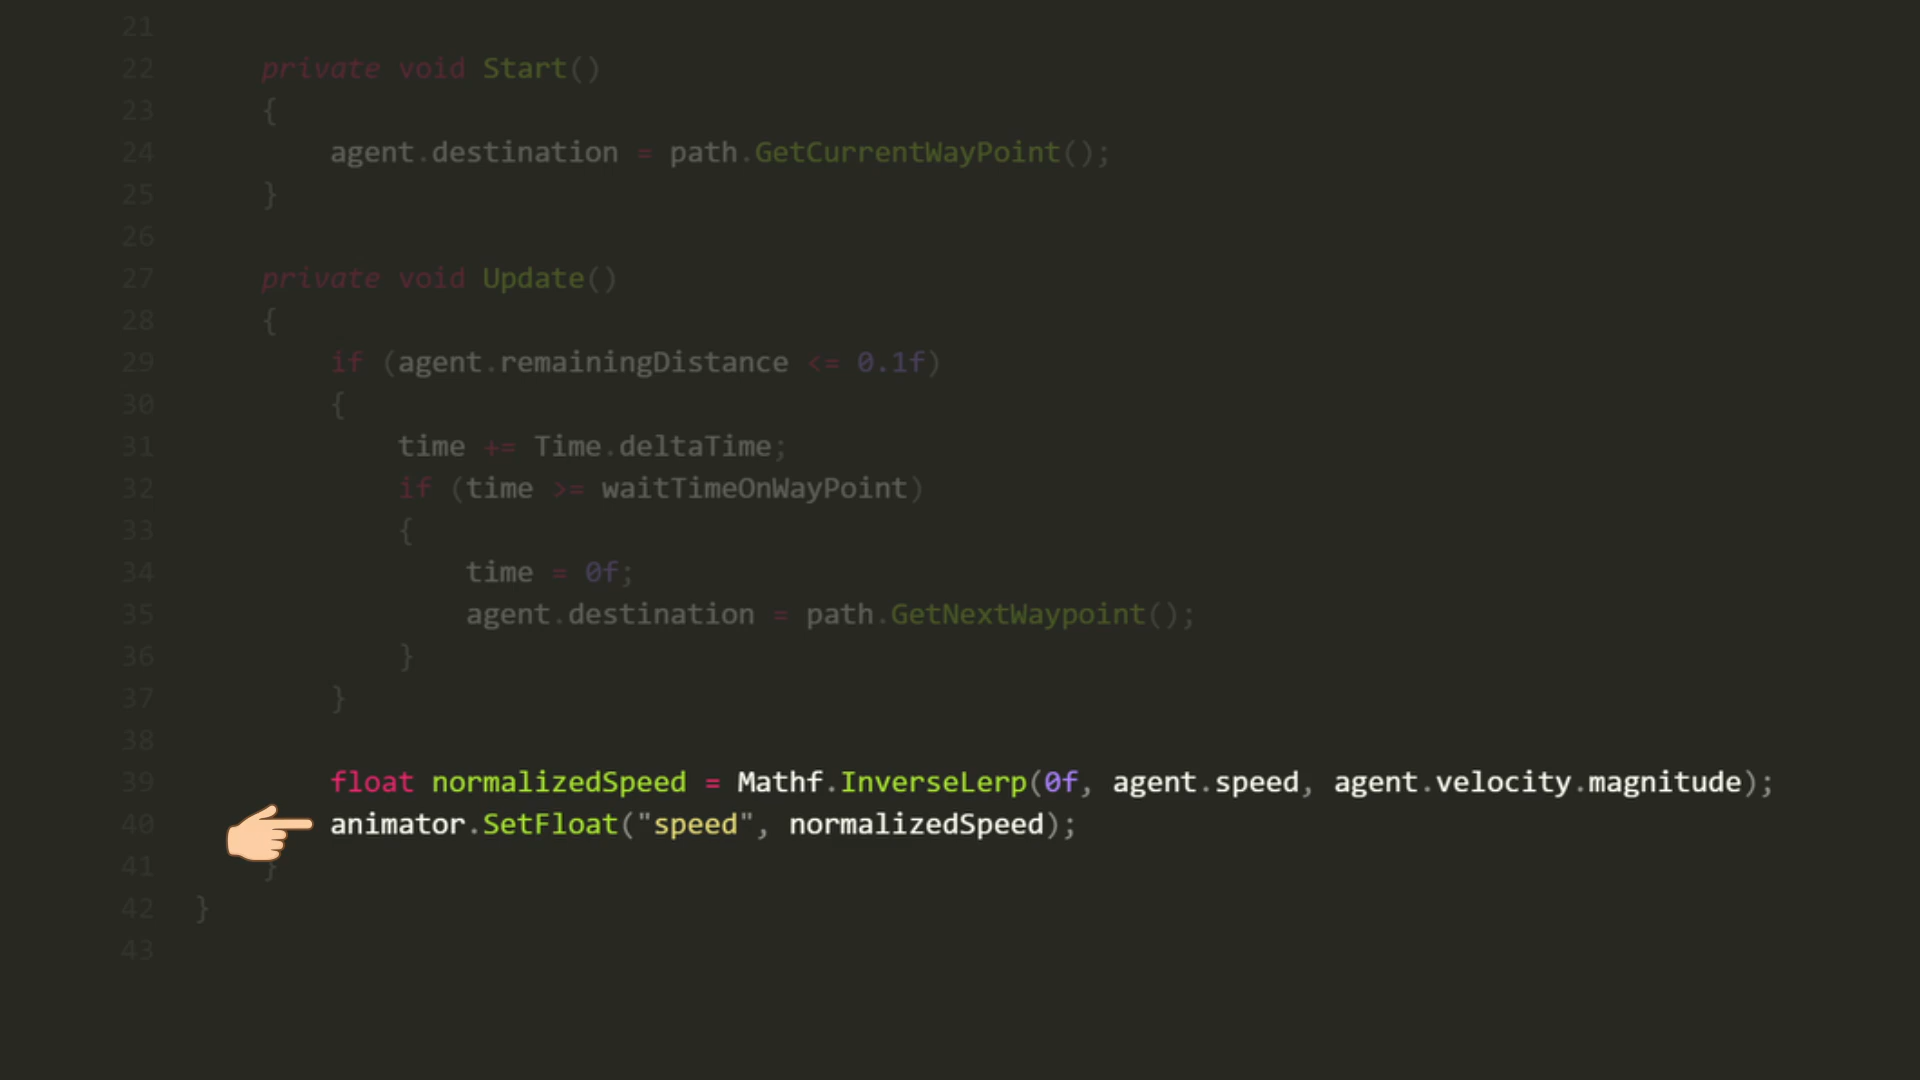 21
22 private void Start()
23 {
24 agent.destination = path.GetCurrentWayPoint();
25 }
26
27 private void Update()
28 {
29 if (agent.remainingDistance <= 0.1f)
30 {
31 time += Time.deltaTime;
32 if (time >= waitTimeOnWayPoint)
33 {
34 time = 0f;
35 agent.destination = path.GetNextWaypoint();
36 }
37 }
38
39 float normalizedSpeed = Mathf.InverseLerp(0f, agent.speed, agent.velocity.magnitude);
40 animator.SetFloat("speed", normalizedSpeed);
41 }
42 }
43